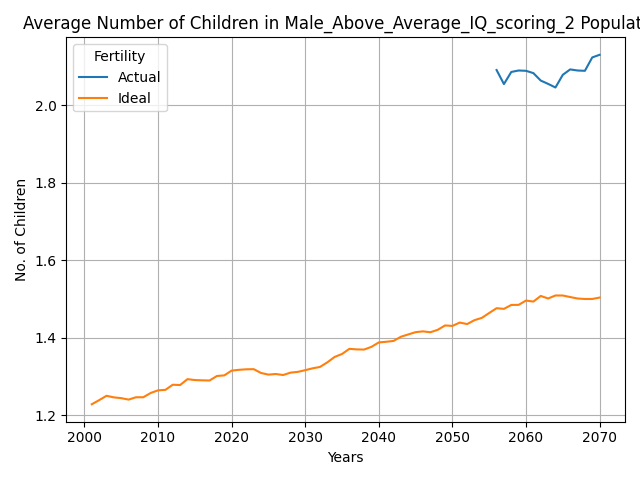 Average Number of Children in Male_Above_Average_IQ_scoring_2 Populat
Fertility
Actual
Ideal
No. of Children
2.0
1.8
1.6
1.4
1.2
2000 2010 2020 2030 2040 2050 2060 2070
Years